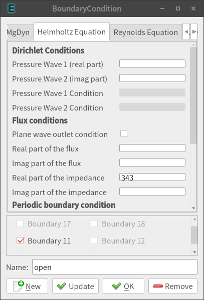 BoundaryCondition
MgDyn Helmholtz Equation Reynolds Equation
Dirichlet Conditions
Pressure Wave 1 (real part)
Pressure Wave 2 (imag part)
Pressure Wave 1 Condition
Pressure Wave 2 Condition
Flux conditions
Plane wave outlet condition
Real part of the flux
Imag part of the flux
Real part of the impedance 343
Imag part of the impedance
Periodic boundary condition
Boundary 17 Boundary 18
Boundary 11 Boundary 12
Name: open
New Update OK Remove